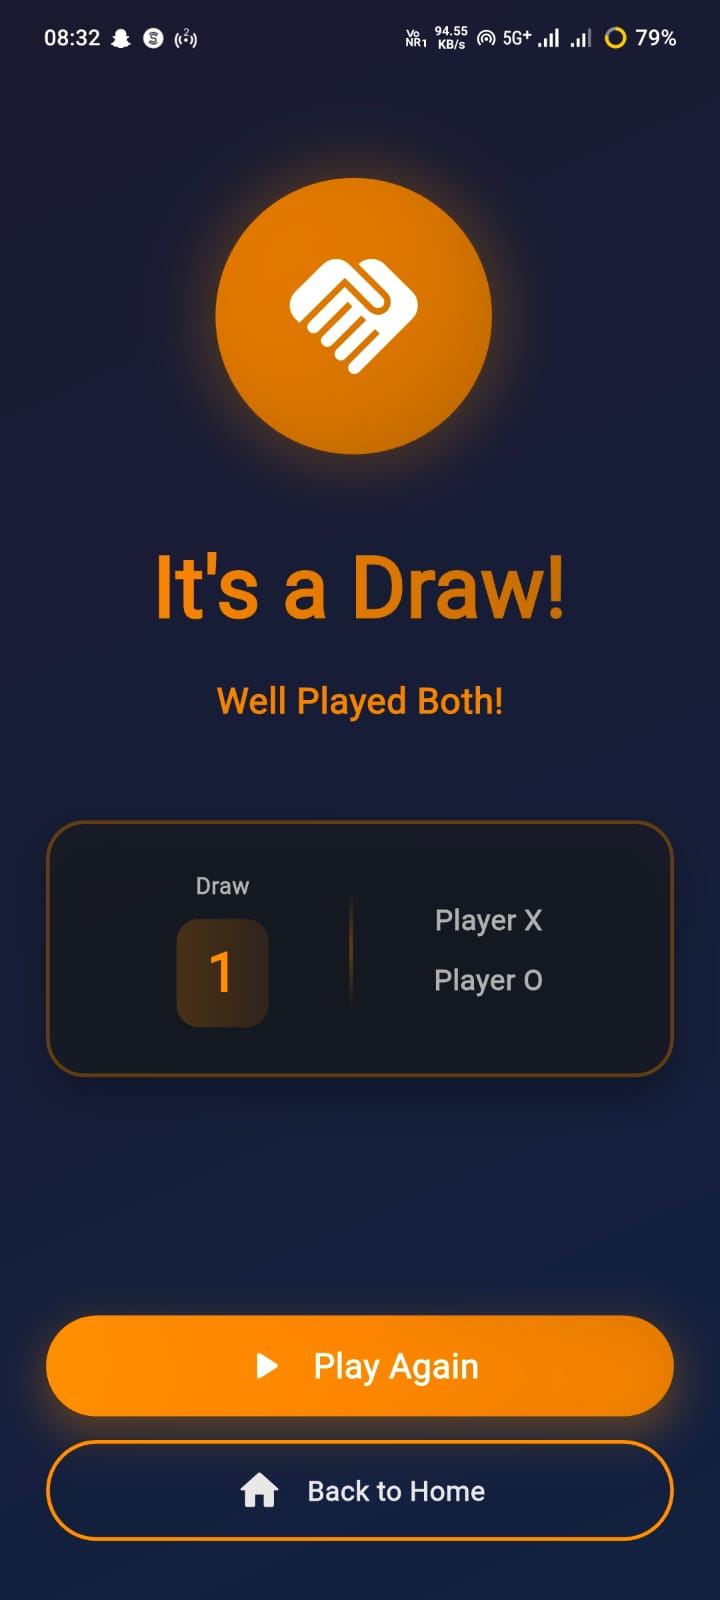 08:32 Vo NR1 94.55 KB/s 5G+ 79%
It's a Draw!
Well Played Both!
Draw
1
Player X
Player O
Play Again
Back to Home